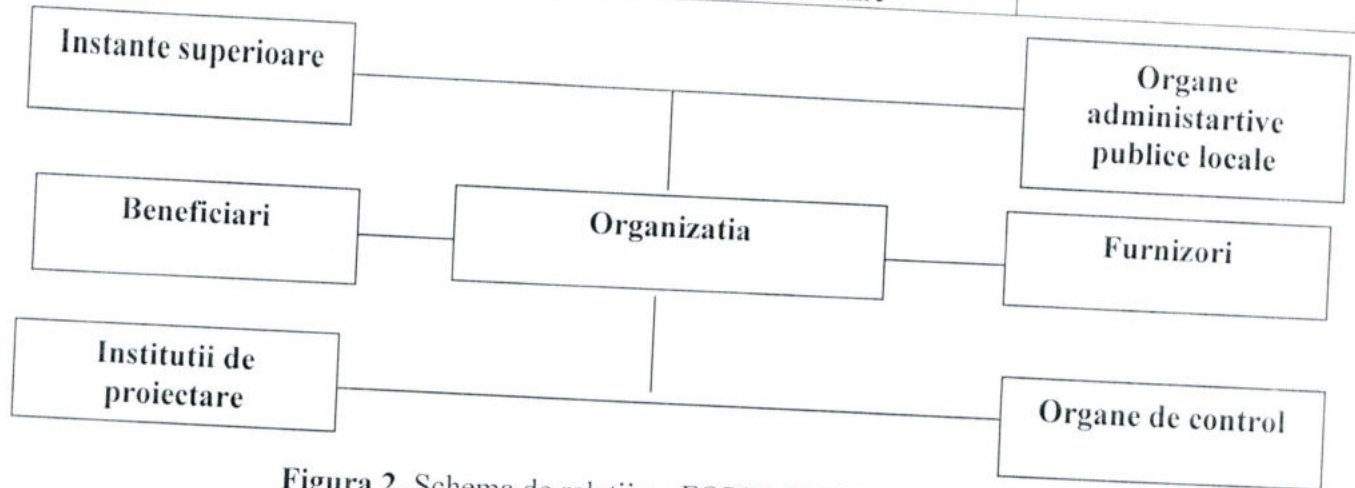 Instante superioare
Organe
administartive
publice locale
Beneficiari
Organizatia
Furnizori
Institutii de
proiectare
Organe de control
Figura 2. Schema de relatii